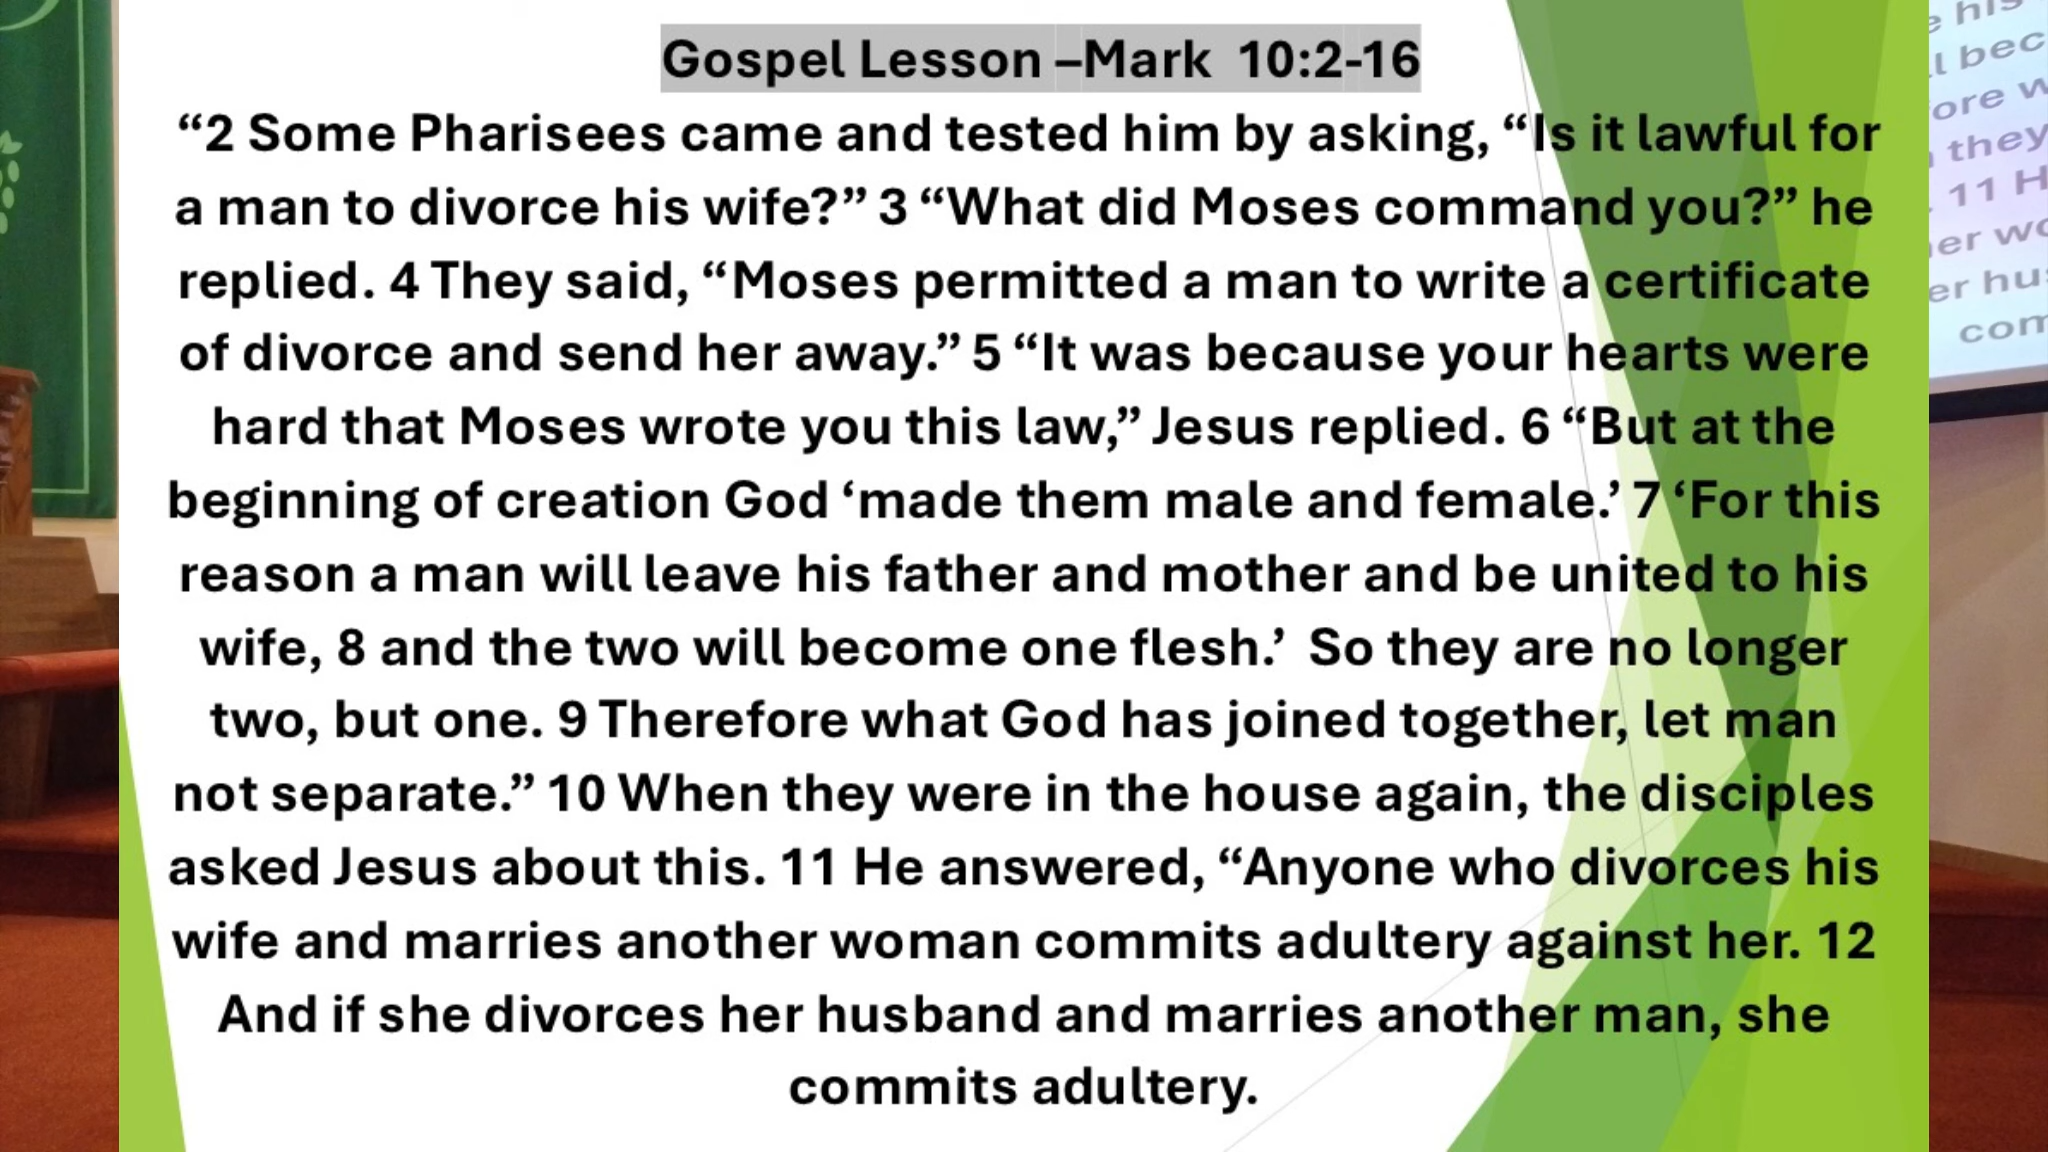 Gospel Lesson –Mark  10:2-16
“2 Some Pharisees came and tested him by asking, “Is it lawful for
a man to divorce his wife?” 3 “What did Moses command you?” he
replied. 4 They said, “Moses permitted a man to write a certificate
of divorce and send her away.” 5 “It was because your hearts were
hard that Moses wrote you this law,” Jesus replied. 6 “But at the
beginning of creation God ‘made them male and female.’ 7 ‘For this
reason a man will leave his father and mother and be united to his
wife, 8 and the two will become one flesh.’  So they are no longer
two, but one. 9 Therefore what God has joined together, let man
not separate.” 10 When they were in the house again, the disciples
asked Jesus about this. 11 He answered, “Anyone who divorces his
wife and marries another woman commits adultery against her. 12
And if she divorces her husband and marries another man, she
commits adultery.